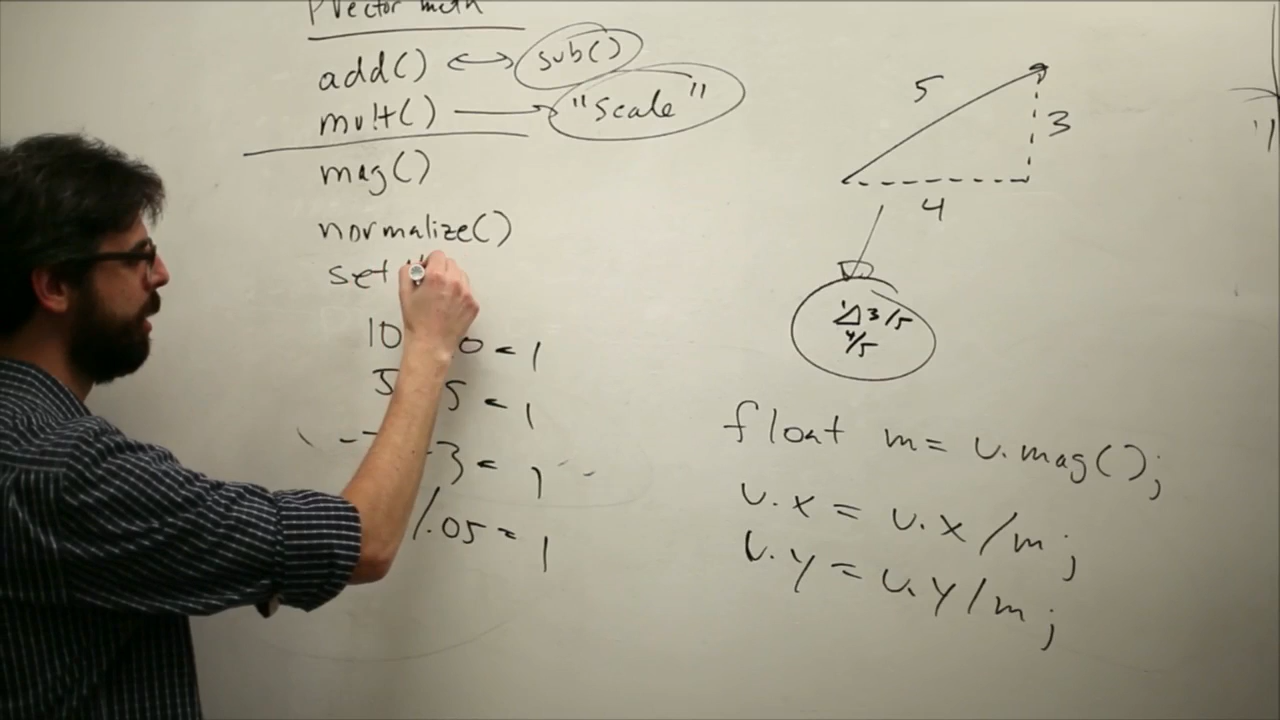 PVector math
add() ↔ sub()
mult() → "scale"
mag()
normalize()
set
10 0 = 1
5 5 = 1
-3 = 1
/.05 = 1
5
3
4
1 3/5
4/5
float m= v.mag();
v.x = v.x/m;
v.y = v.y/m;